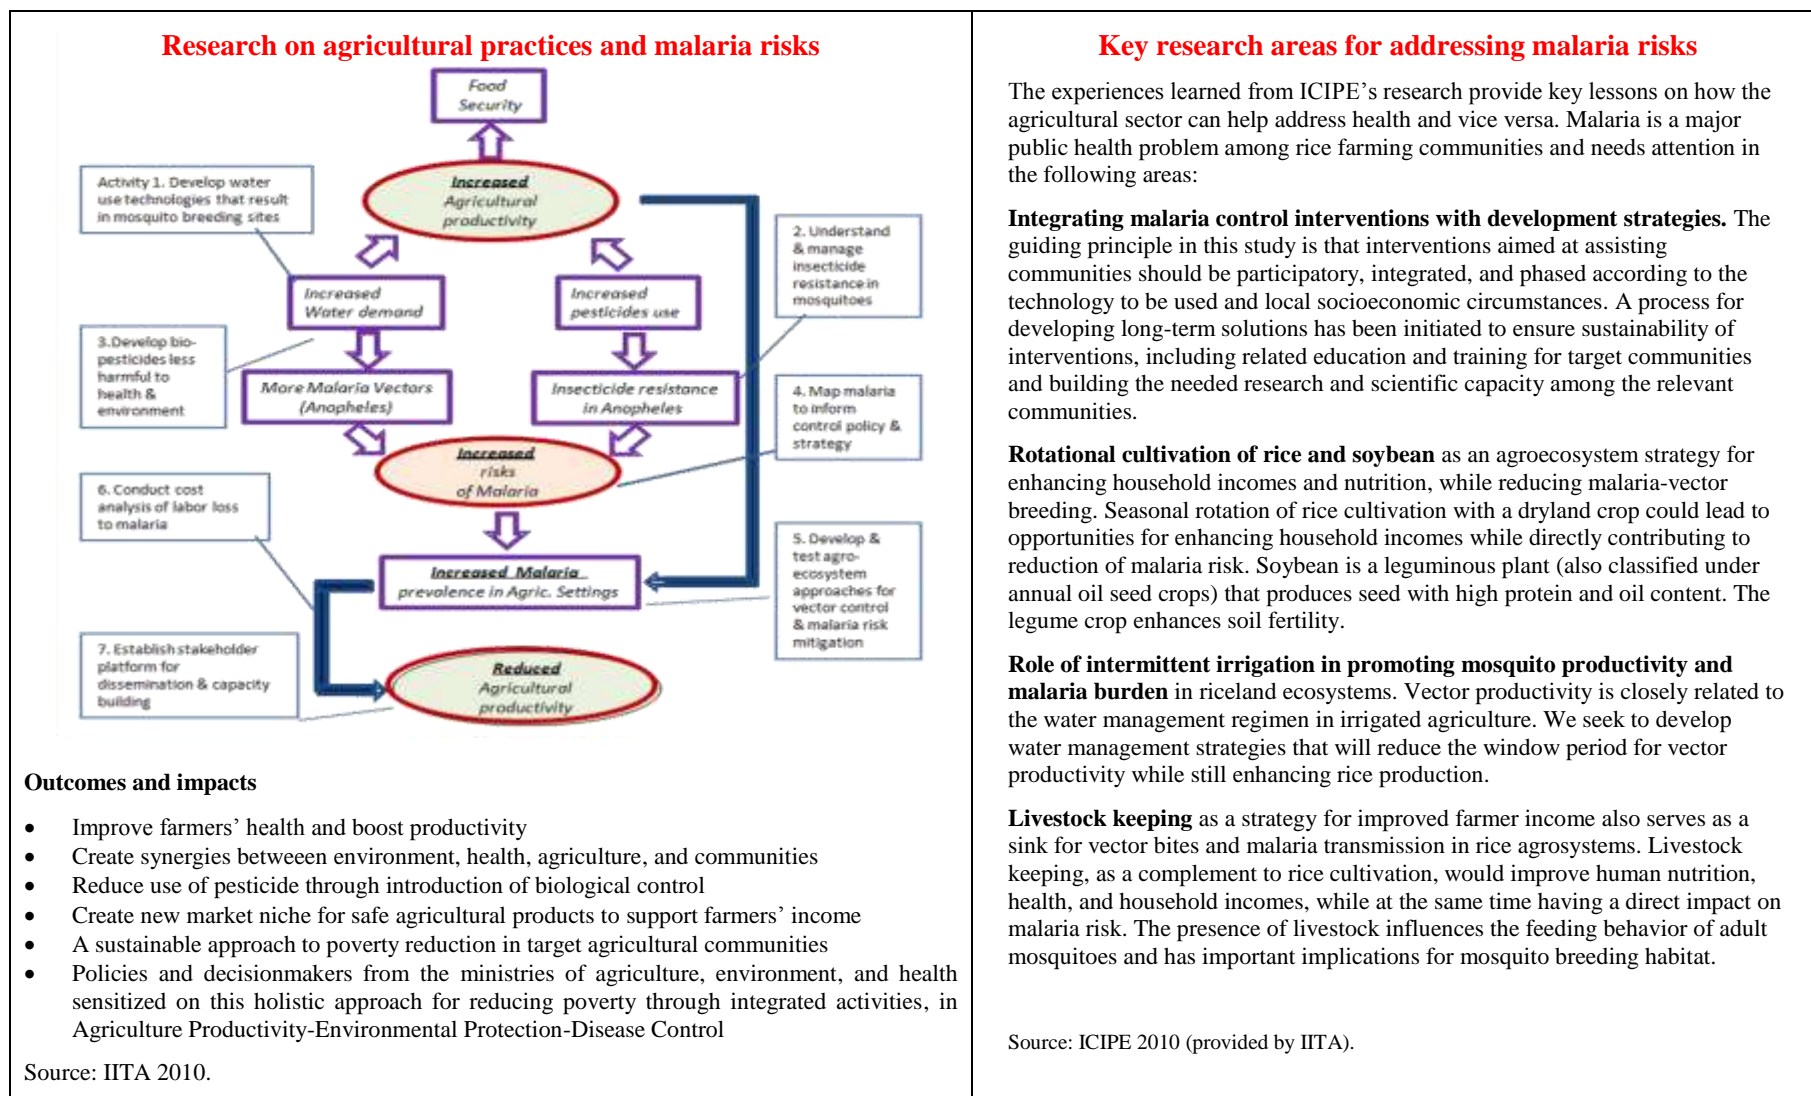 Research on agricultural practices and malaria risks
Food
Security
Increased
Agricultural
productivity
Activity 1. Develop water
use technologies that result
in mosquito breeding sites
2. Understand
& manage
insecticide
resistance in
mosquitoes
Increased
Water demand
Increased
pesticides use
3.Develop bio-
pesticides less
harmful to
health &
environment
More Malaria Vectors
(Anopheles)
Insecticide resistance
in Anopheles
4. Map malaria
to inform
control policy &
strategy
Increased
risks
of Malaria
6. Conduct cost
analysis of labor loss
to malaria
5. Develop &
test agro-
ecosystem
approaches for
vector control
& malaria risk
mitigation
Increased Malaria
prevalence in Agric. Settings
7. Establish stakeholder
platform for
dissemination & capacity
building
Reduced
Agricultural
productivity
Outcomes and impacts
• Improve farmers’ health and boost productivity
• Create synergies betweeen environment, health, agriculture, and communities
• Reduce use of pesticide through introduction of biological control
• Create new market niche for safe agricultural products to support farmers’ income
• A sustainable approach to poverty reduction in target agricultural communities
• Policies and decisionmakers from the ministries of agriculture, environment, and health
sensitized on this holistic approach for reducing poverty through integrated activities, in
Agriculture Productivity-Environmental Protection-Disease Control
Source: IITA 2010.
Key research areas for addressing malaria risks
The experiences learned from ICIPE’s research provide key lessons on how the
agricultural sector can help address health and vice versa. Malaria is a major
public health problem among rice farming communities and needs attention in
the following areas:
Integrating malaria control interventions with development strategies. The
guiding principle in this study is that interventions aimed at assisting
communities should be participatory, integrated, and phased according to the
technology to be used and local socioeconomic circumstances. A process for
developing long-term solutions has been initiated to ensure sustainability of
interventions, including related education and training for target communities
and building the needed research and scientific capacity among the relevant
communities.
Rotational cultivation of rice and soybean as an agroecosystem strategy for
enhancing household incomes and nutrition, while reducing malaria-vector
breeding. Seasonal rotation of rice cultivation with a dryland crop could lead to
opportunities for enhancing household incomes while directly contributing to
reduction of malaria risk. Soybean is a leguminous plant (also classified under
annual oil seed crops) that produces seed with high protein and oil content. The
legume crop enhances soil fertility.
Role of intermittent irrigation in promoting mosquito productivity and
malaria burden in riceland ecosystems. Vector productivity is closely related to
the water management regimen in irrigated agriculture. We seek to develop
water management strategies that will reduce the window period for vector
productivity while still enhancing rice production.
Livestock keeping as a strategy for improved farmer income also serves as a
sink for vector bites and malaria transmission in rice agrosystems. Livestock
keeping, as a complement to rice cultivation, would improve human nutrition,
health, and household incomes, while at the same time having a direct impact on
malaria risk. The presence of livestock influences the feeding behavior of adult
mosquitoes and has important implications for mosquito breeding habitat.
Source: ICIPE 2010 (provided by IITA).